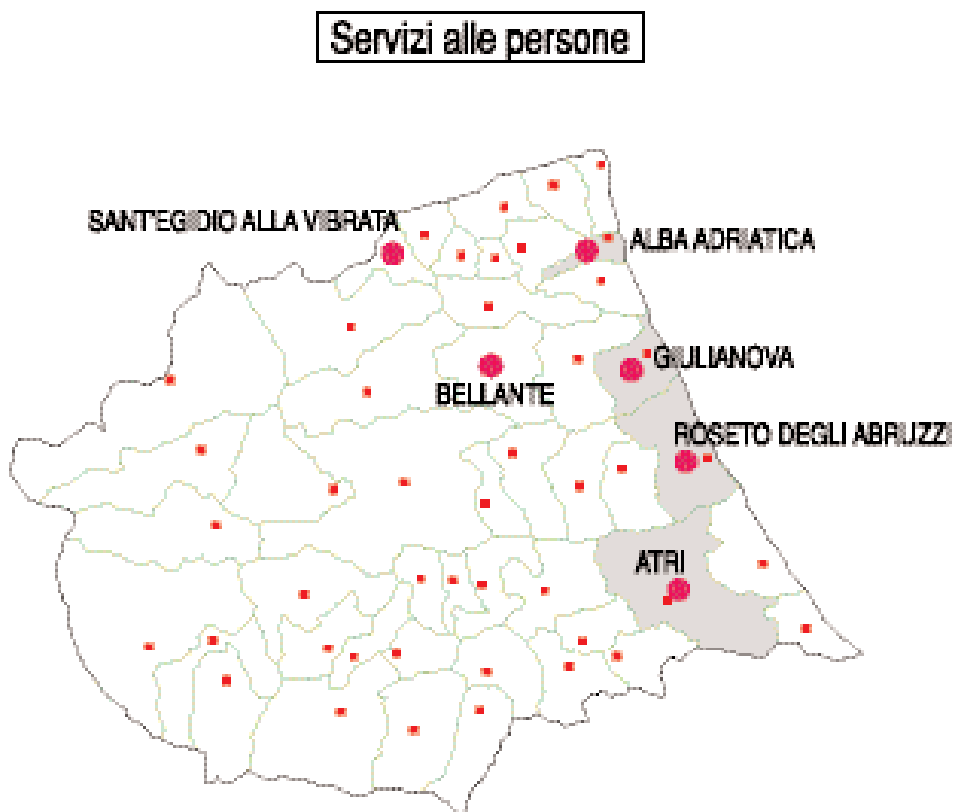 Servizi alle persone
SANT'EGIDIO ALLA VIBRATA
ALBA ADRIATICA
GIULIANOVA
BELLANTE
ROSETO DEGLI ABRUZZI
ATRI